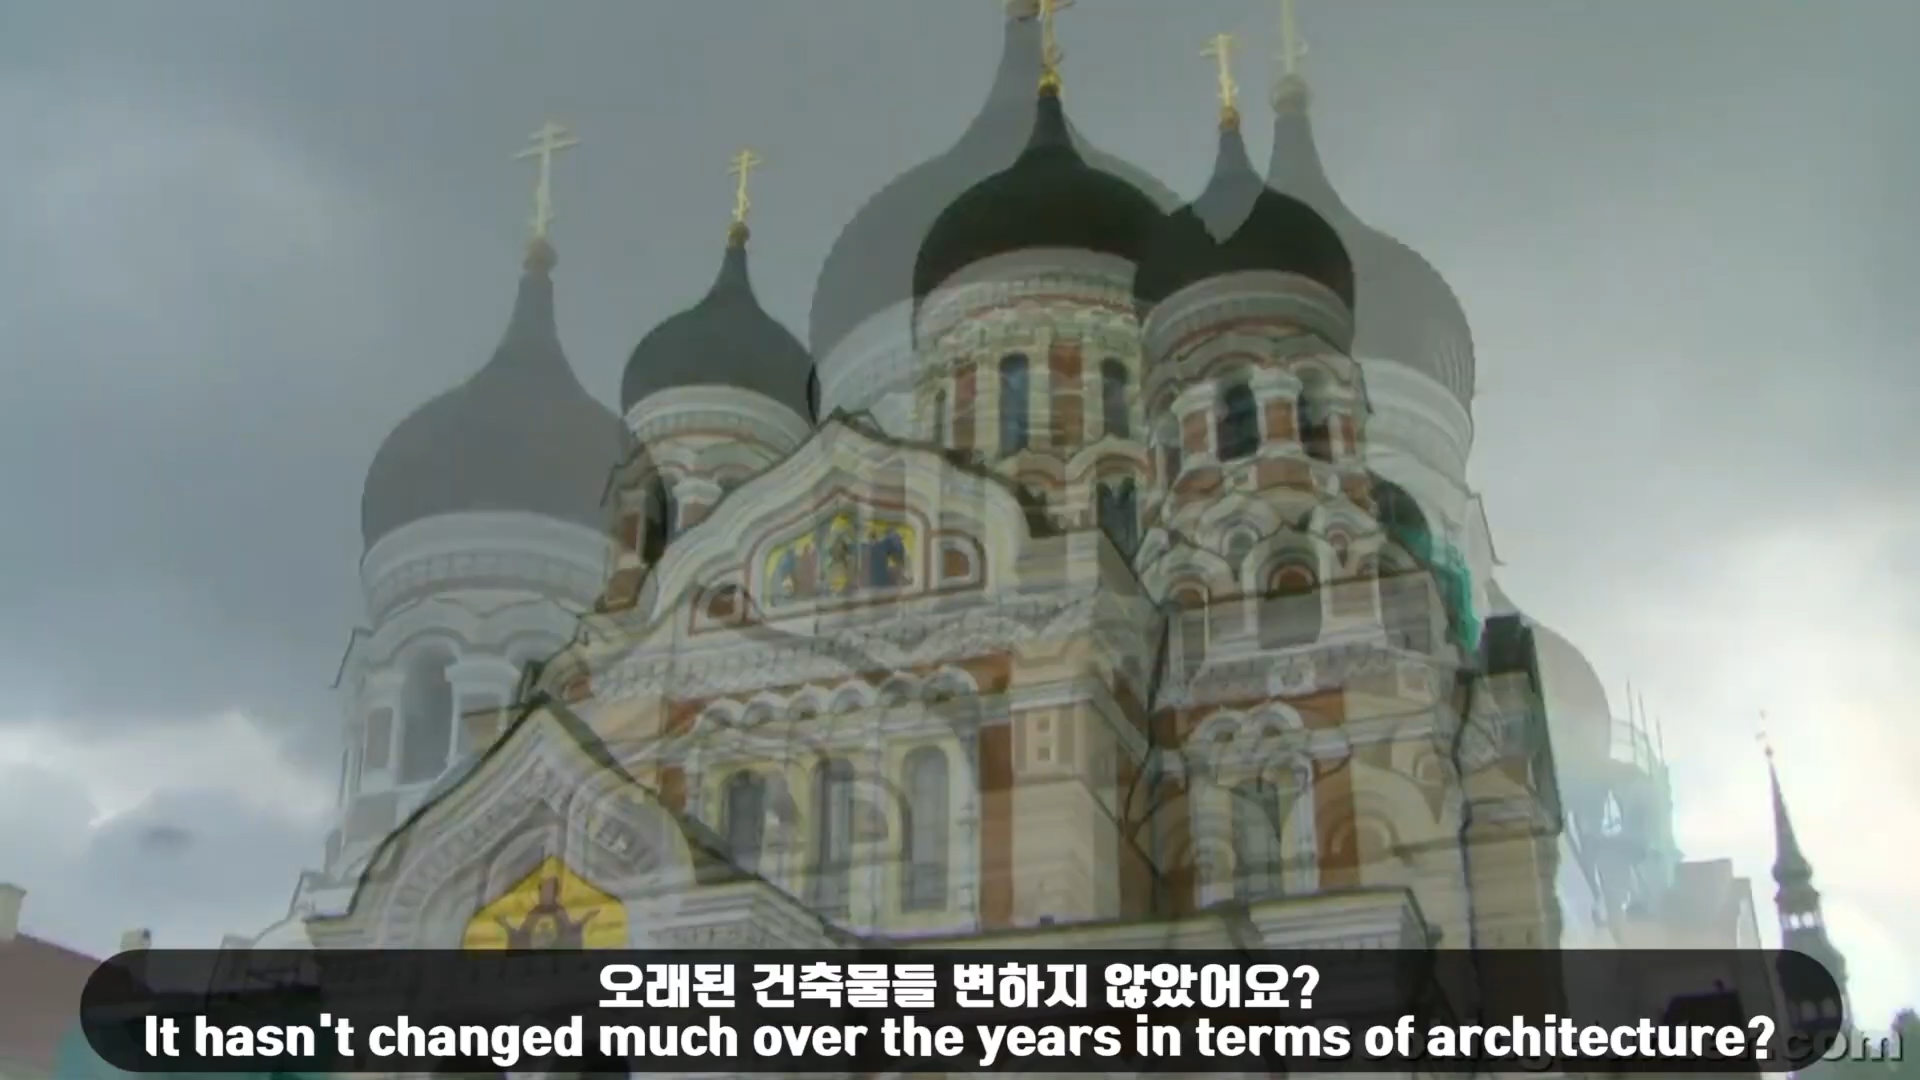 오래된 건축물들 변하지 않았어요?
It hasn't changed much over the years in terms of architecture?